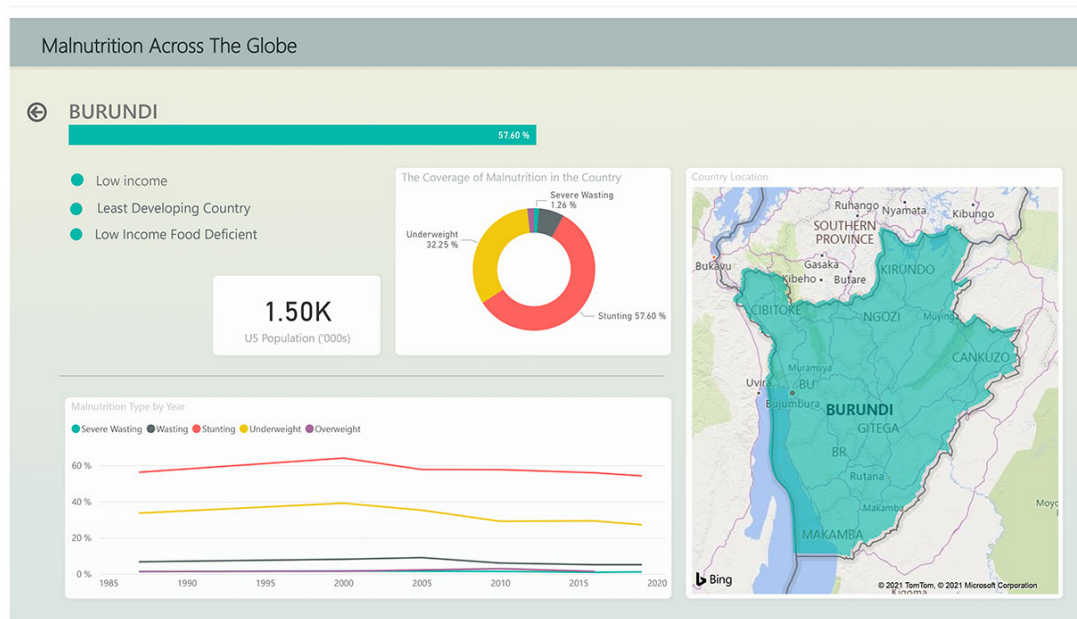 Malnutrition Across The Globe
BURUNDI
57.60 %
Low income
Least Developing Country
Low Income Food Deficient
1.50K
U5 Population ('000s)
The Coverage of Malnutrition in the Country
Severe Wasting
1.26 %
Underweight
32.25 %
Stunting 57.60 %
Malnutrition Type by Year
Severe Wasting Wasting Stunting Underweight Overweight
60 %
40 %
20 %
0 %
1985 1990 1995 2000 2005 2010 2015 2020
Country Location
Ruhango Nyamata Kibungo
SOUTHERN
PROVINCE
Bukavu Gasaka
Kibeho Butare KIRUNDO
CIBITOKE NGOZI Muyinga
CANKUZO
Muramvya
Uvira BU
Bujumbura BURUNDI
GITEGA
BR
Rutana
Makamba
MAKAMBA
Bing
© 2021 TomTom, © 2021 Microsoft Corporation
Kigoma